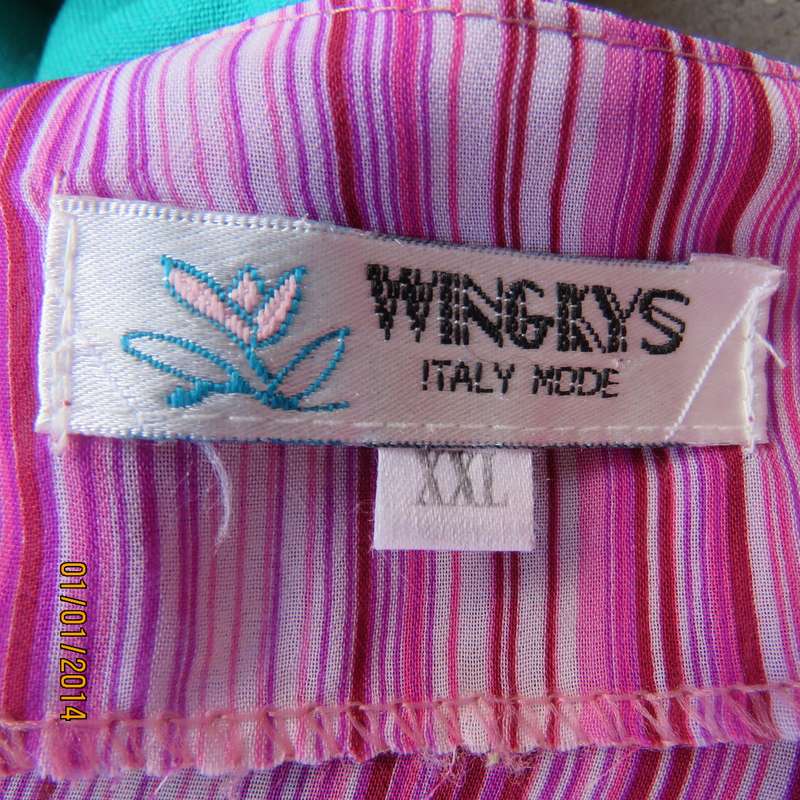 WINGKYS
ITALY MODE
XXL
01/01/2014